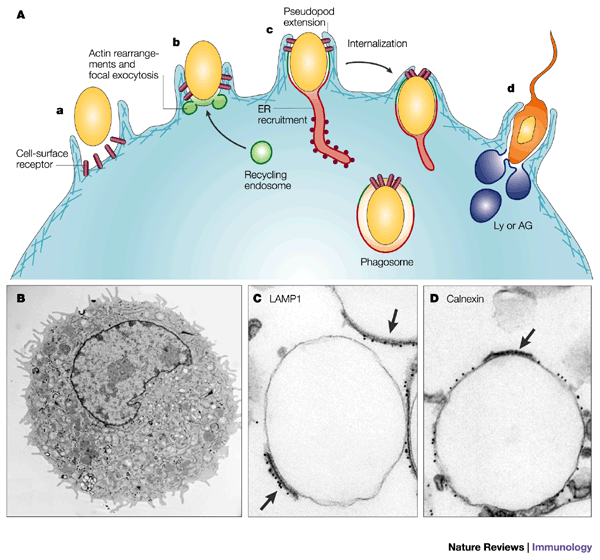 A
Pseudopod
extension
c
Internalization
Actin rearrange-
ments and
focal exocytosis
b
d
a
ER
recruitment
Cell-surface
receptor
Recycling
endosome
Ly or AG
Phagosome
B
C LAMP1
D Calnexin
Nature Reviews | Immunology